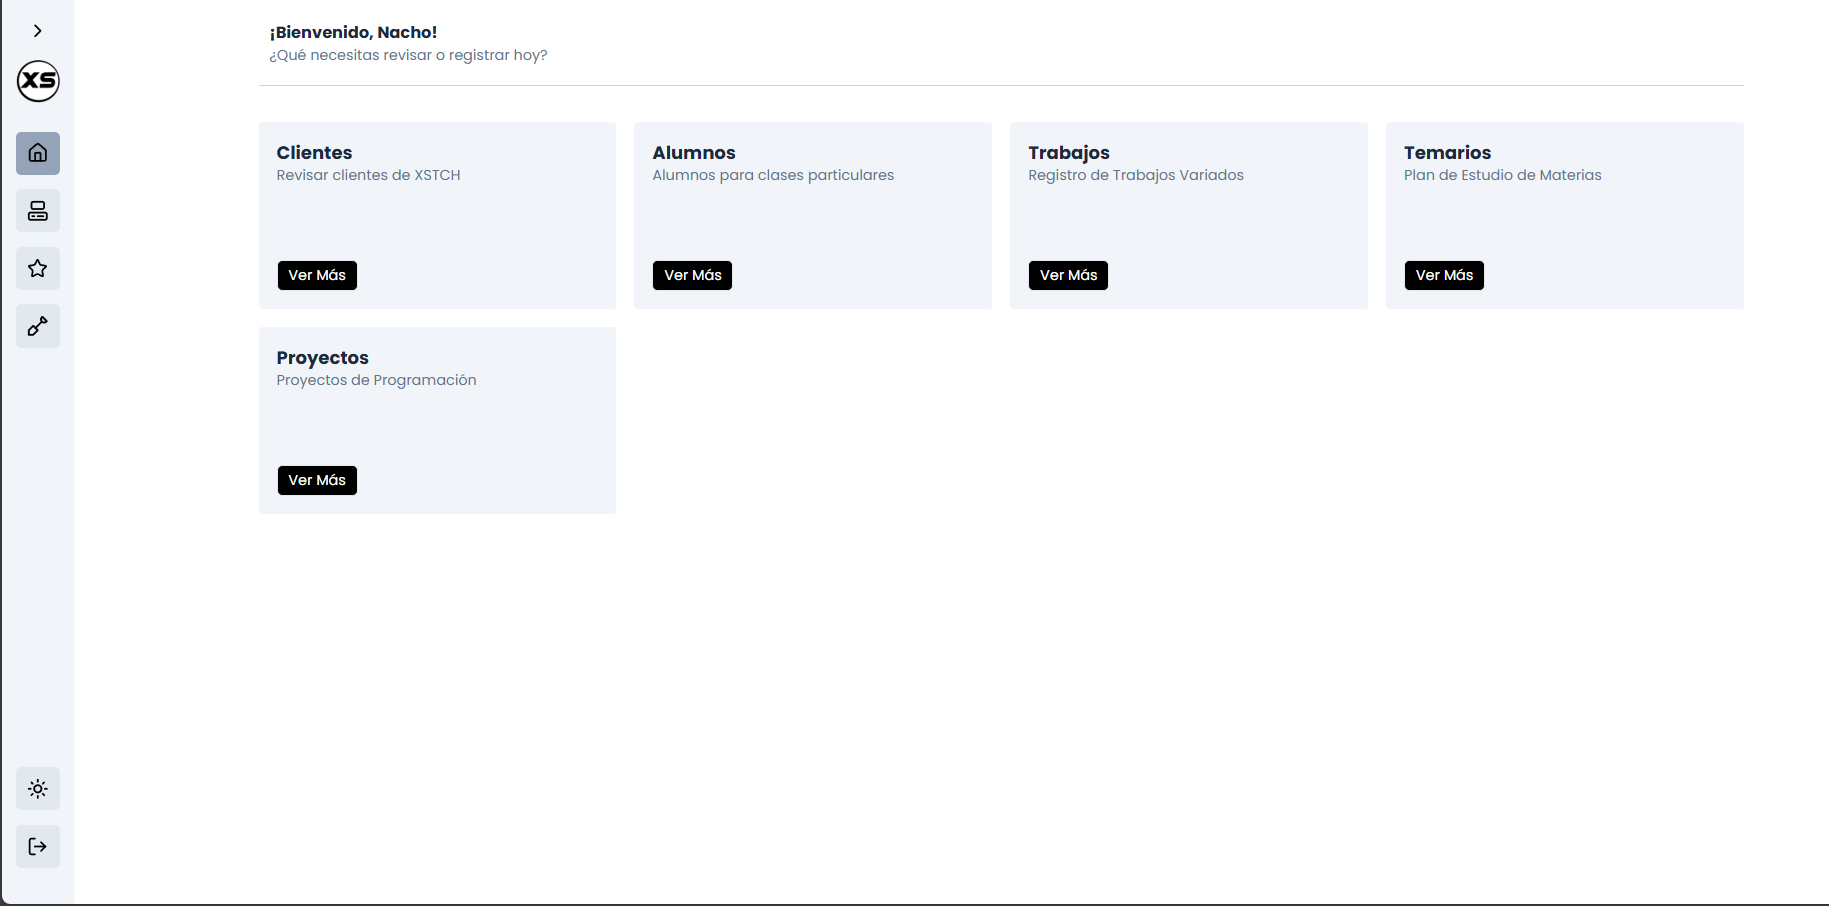 XS
¡Bienvenido, Nacho!
¿Qué necesitas revisar o registrar hoy?
Clientes
Revisar clientes de XSTCH
Ver Más
Alumnos
Alumnos para clases particulares
Ver Más
Trabajos
Registro de Trabajos Variados
Ver Más
Temarios
Plan de Estudio de Materias
Ver Más
Proyectos
Proyectos de Programación
Ver Más